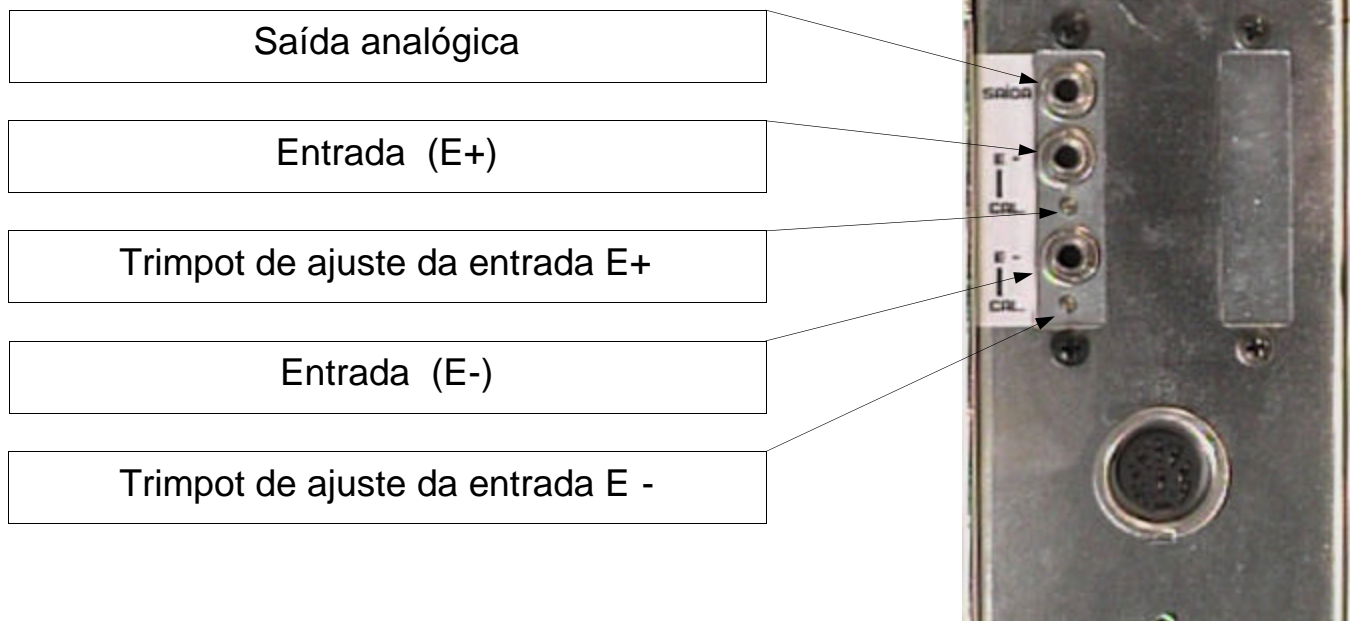 Saída analógica
Entrada (E+)
Trimpot de ajuste da entrada E+
Entrada (E-)
Trimpot de ajuste da entrada E -
SAÍDA
E -
CAL.
E -
CAL.